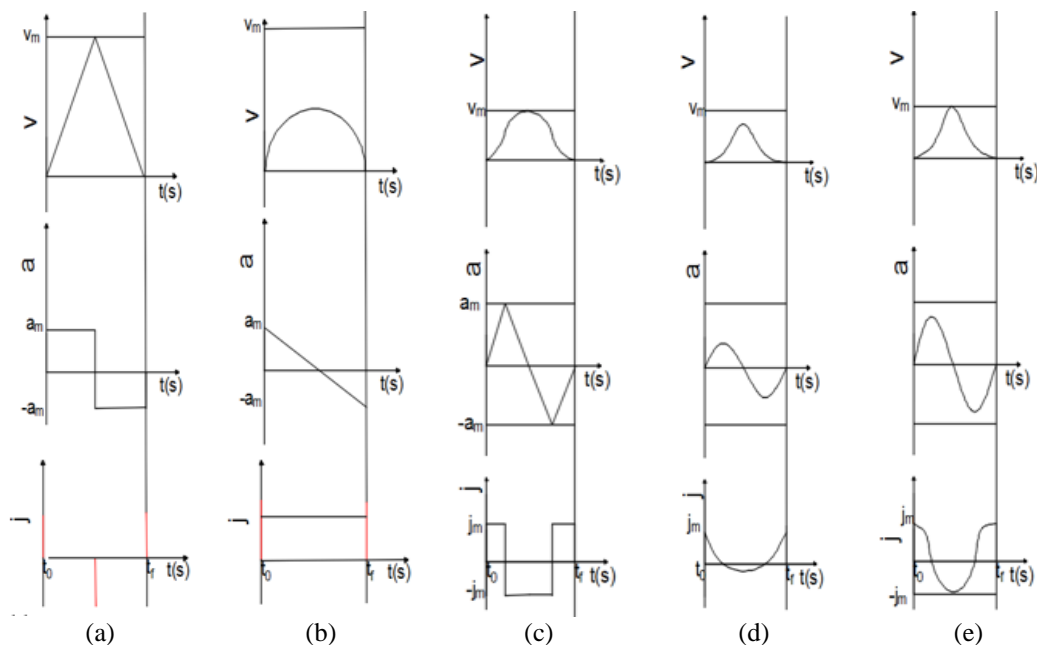 v_m
v
t(s)
a
a_m
-a_m
t(s)
j
t_0
t_f
t(s)
(a)
v_m
v
t(s)
a
a_m
-a_m
t(s)
j
t_0
t_f
t(s)
(b)
v
v_m
t(s)
a
a_m
-a_m
t(s)
j
j_m
t_0
-j_m
t_f
t(s)
(c)
v
v_m
t(s)
a
t(s)
j
j_m
t_0
t_f
t(s)
(d)
v
v_m
t(s)
a
t(s)
j_m
j
t_0
-j_m
t_f
t(s)
(e)